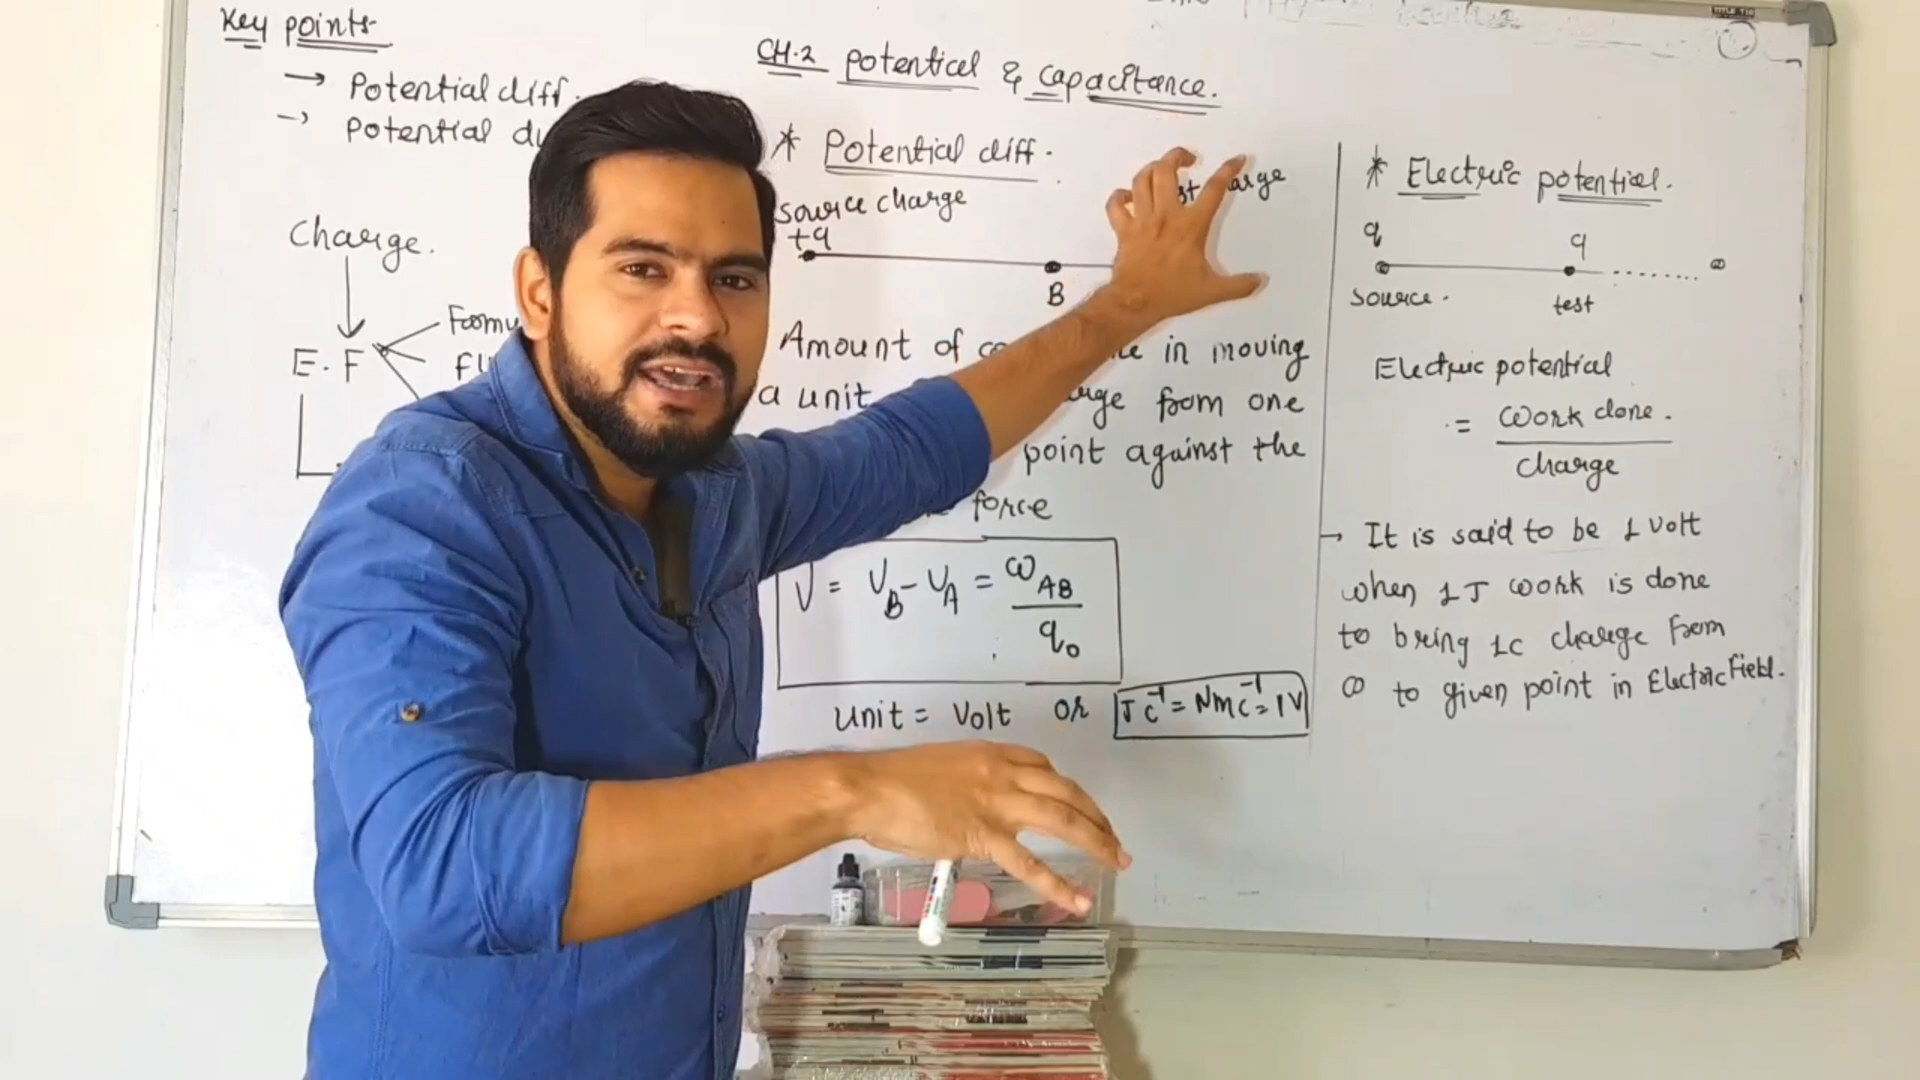 Key points
→ Potential diff.
→ Potential du
Charge.
E.F
CH.2 Potential & Capacitance.
* Potential diff.
source charge
+q
B
Amount of in moving
a unit from one
point against the
force
V = V_B - V_A = W_AB / q_0
unit = Volt or J C⁻¹ = NmC⁻¹ = 1V
* Electric potential.
q q ∞
source. test
Electric potential
= work done.
charge
→ It is said to be 1 Volt
when 1 J work is done
to bring 1C charge from
∞ to given point in Electric Field.